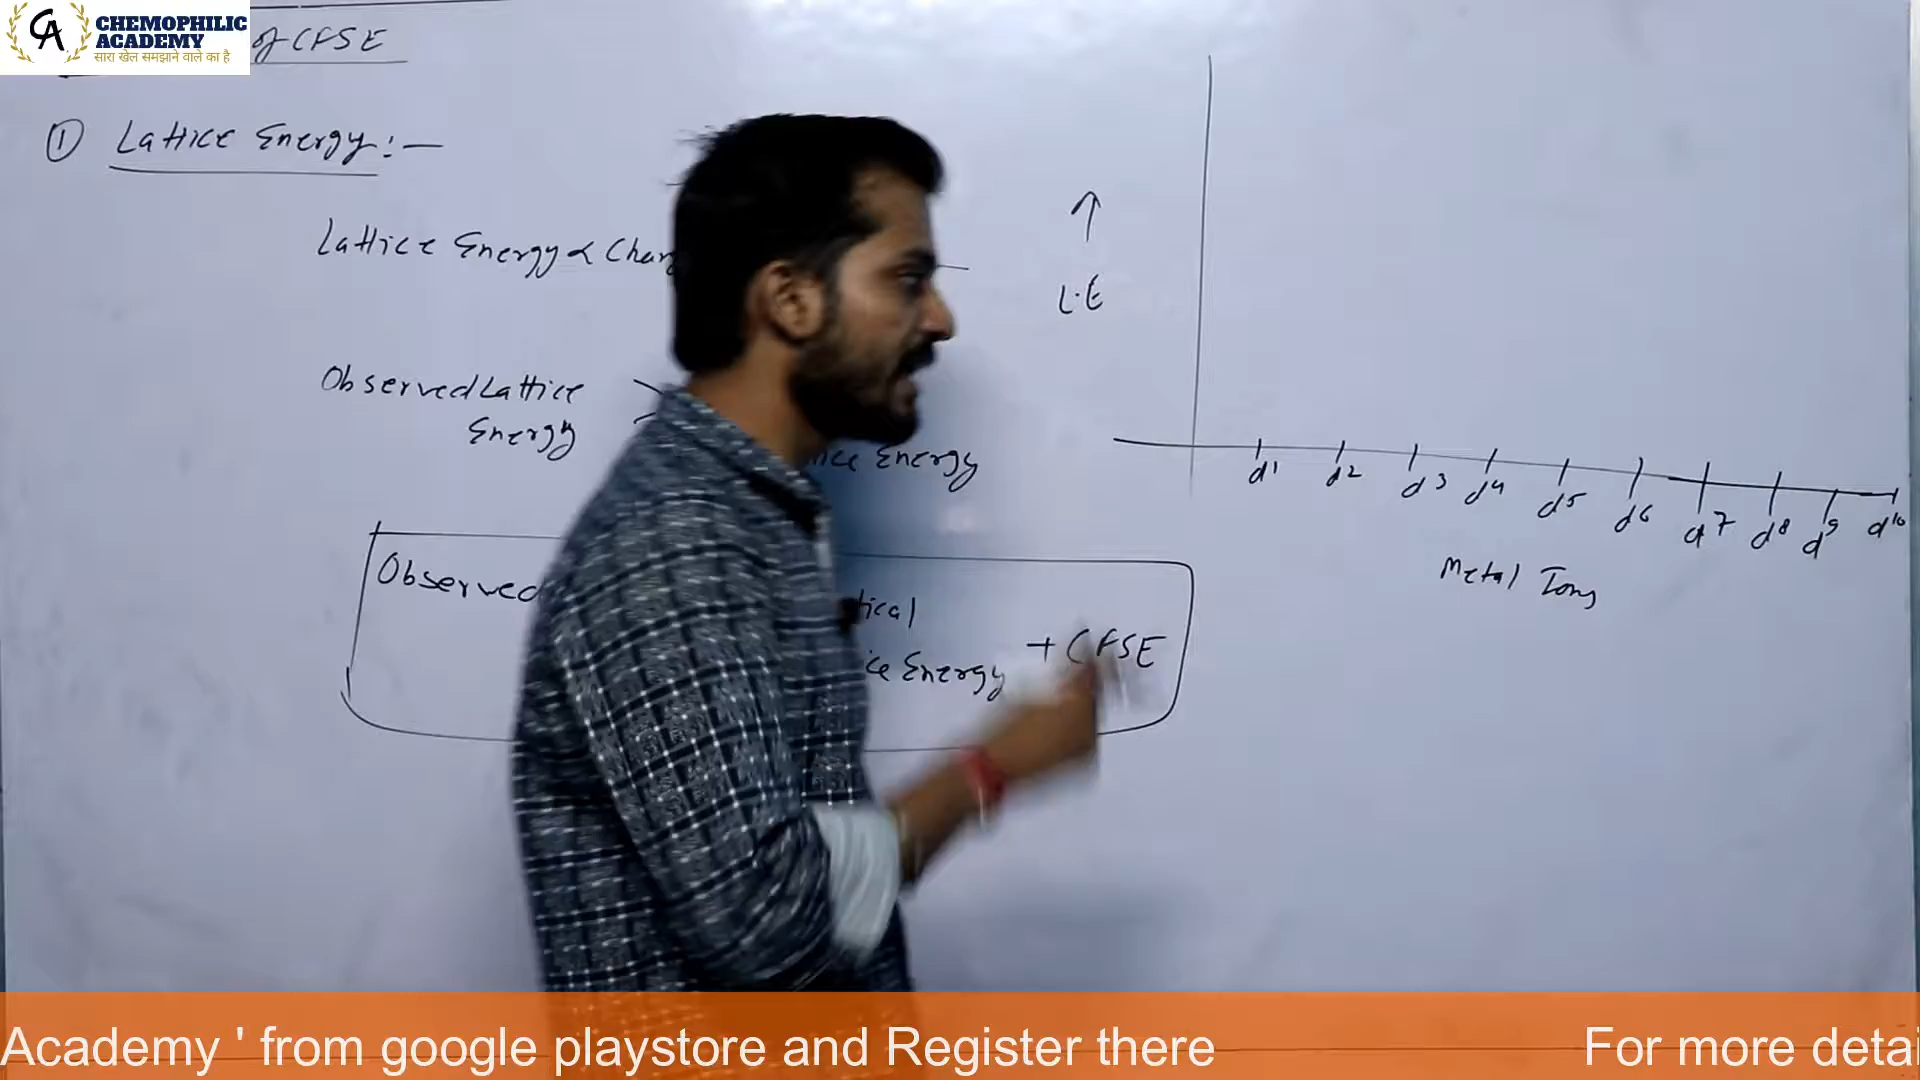 CHEMOPHILIC
ACADEMY
सारा खेल समझाने वाले का है
of CFSE
① Lattice Energy:—
Lattice Energy ∝ Char
Observed Lattice
Energy
Energy
Observed
tical
Energy + CFSE
↑
L.E
d1 d2 d3 d4 d5 d6 d7 d8 d9 d10
Metal Ions
Academy ' from google playstore and Register there For more detai